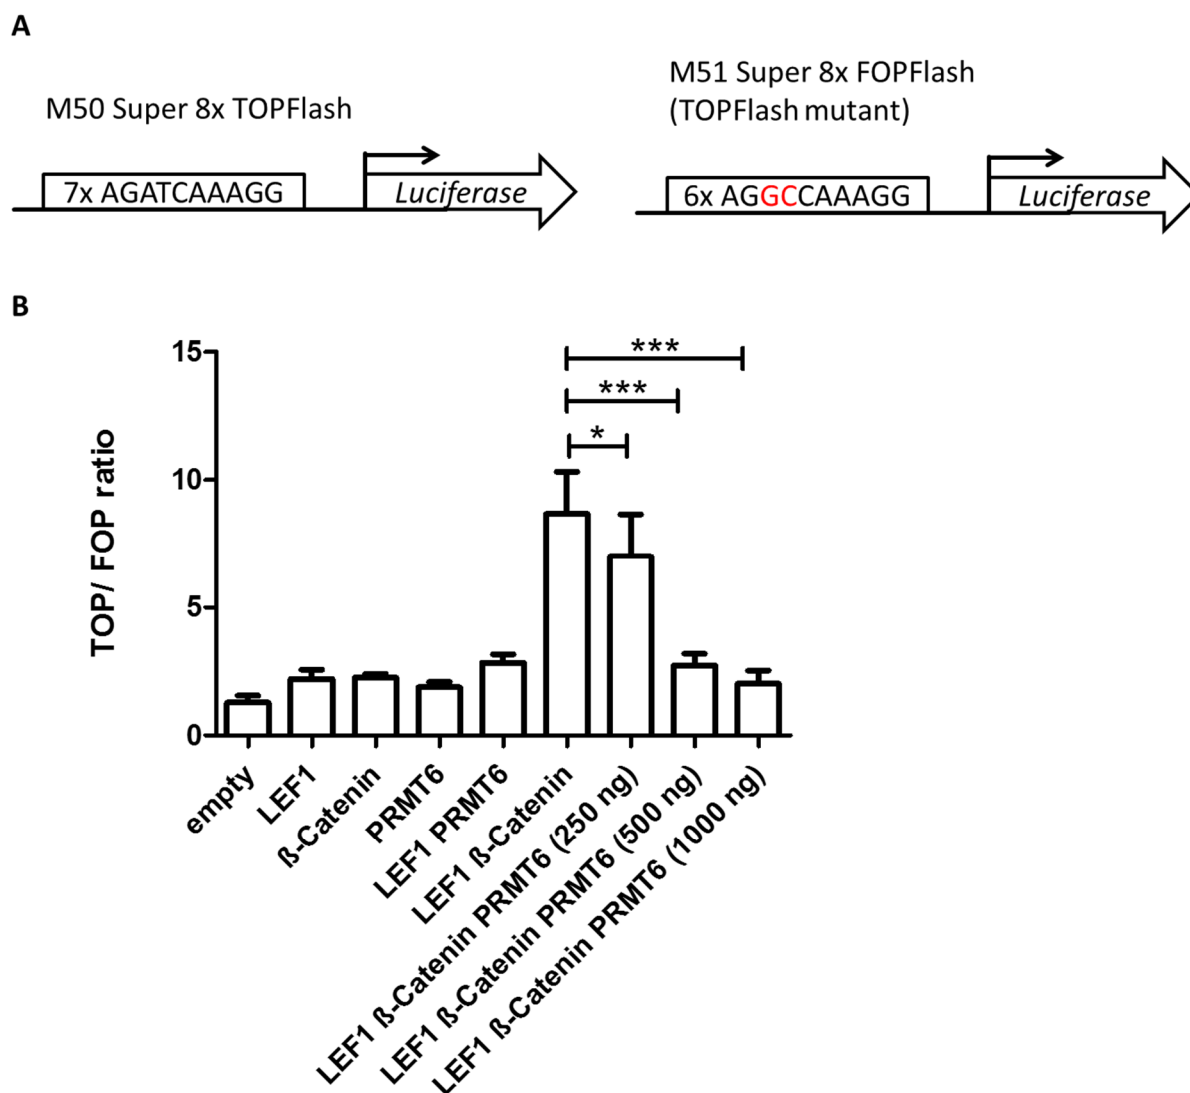 A
M50 Super 8x TOPFlash
7x AGATCAAAGG
Luciferase
M51 Super 8x FOPFlash
(TOPFlash mutant)
6x AGGCCAAAGG
Luciferase
B
TOP/ FOP ratio
15
10
5
0
***
***
*
empty
LEF1
ß-Catenin
PRMT6
LEF1 PRMT6
LEF1 ß-Catenin
LEF1 ß-Catenin PRMT6 (250 ng)
LEF1 ß-Catenin PRMT6 (500 ng)
LEF1 ß-Catenin PRMT6 (1000 ng)